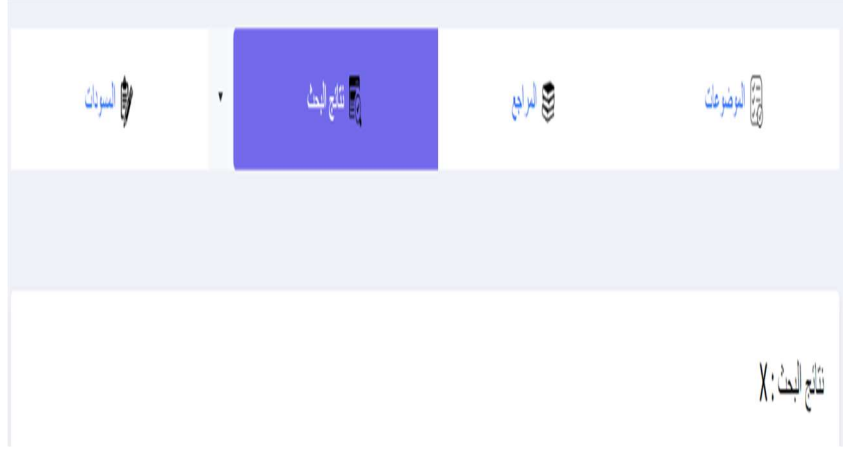 الموضوعات المراجع نتائج البحث المسودات
نتائج البحث : X